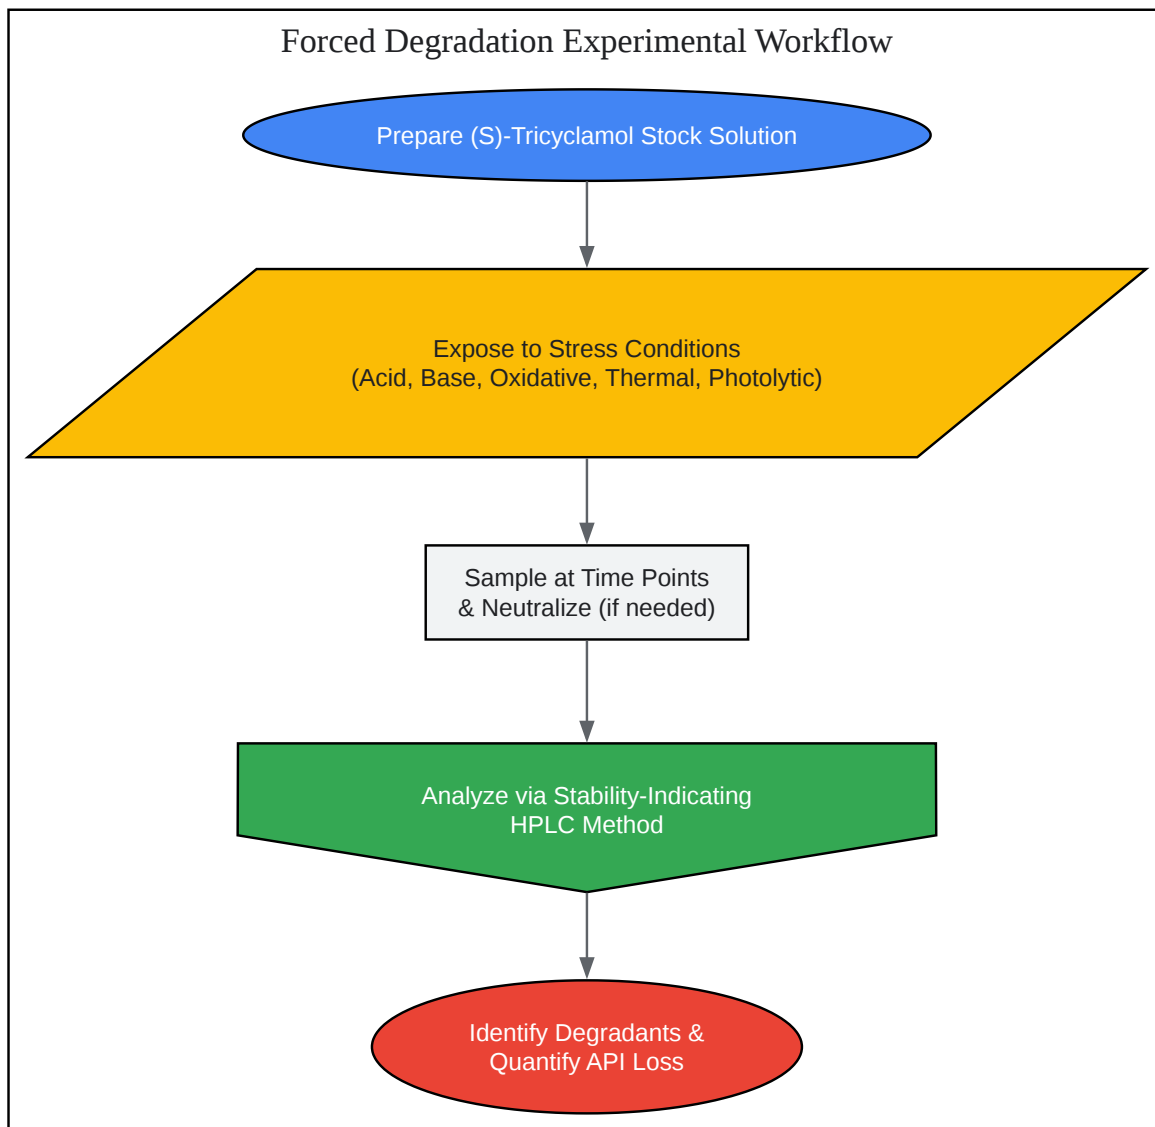 Forced Degradation Experimental Workflow
Prepare (S)-Tricyclamol Stock Solution
Expose to Stress Conditions
(Acid, Base, Oxidative, Thermal, Photolytic)
Sample at Time Points
& Neutralize (if needed)
Analyze via Stability-Indicating
HPLC Method
Identify Degradants &
Quantify API Loss